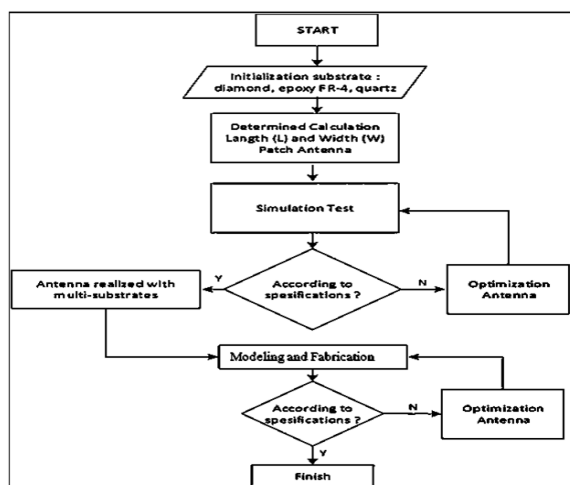 START
Initialization substrate :
diamond, epoxy FR-4, quartz
Determined Calculation
Langth (L) and Width (W)
Patch Antenna
Simulation Test
According to
spesifications ?
Y
N
Antenna realized with
multi-substrates
Optimization
Antenna
Modeling and Fabrication
According to
spesifications ?
N
Optimization
Antenna
Y
Finish